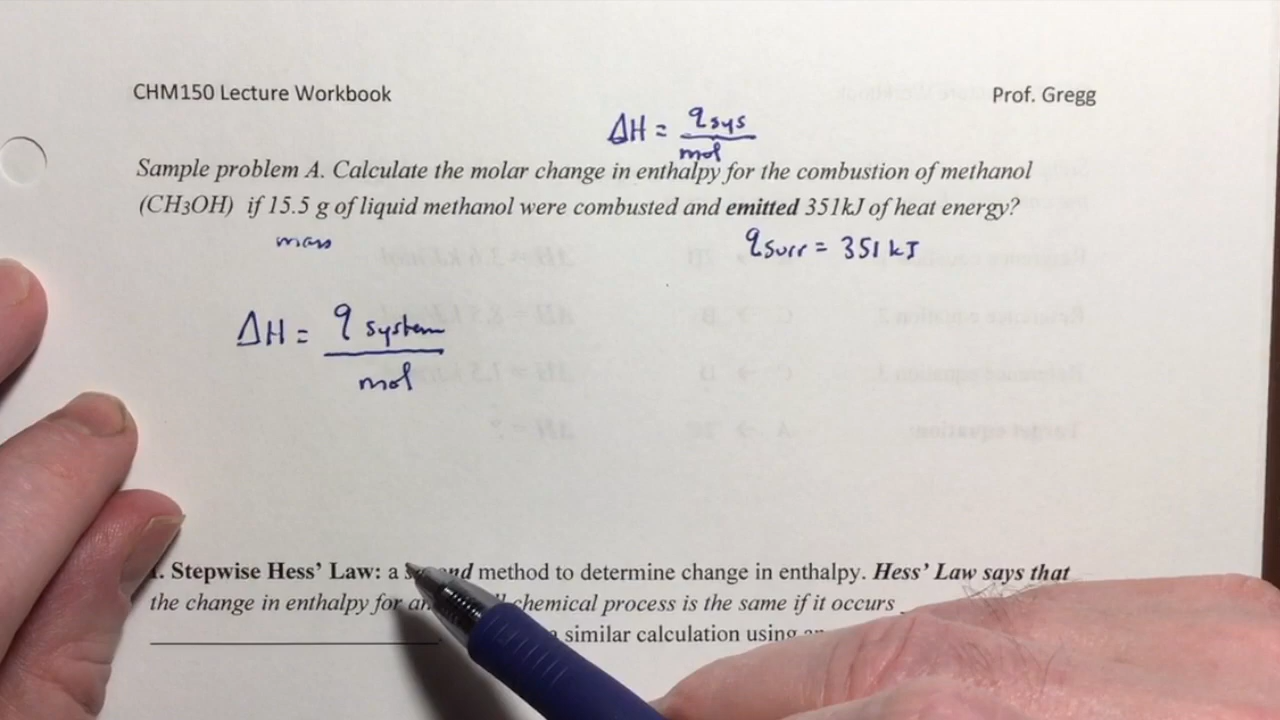 CHM150 Lecture Workbook Prof. Gregg
ΔH = q sys / mol
Sample problem A. Calculate the molar change in enthalpy for the combustion of methanol
(CH3OH) if 15.5 g of liquid methanol were combusted and emitted 351kJ of heat energy?
mass q surr = 351 kJ
ΔH = q system / mol
. Stepwise Hess’ Law: a method to determine change in enthalpy. Hess’ Law says that
the change in enthalpy for chemical process is the same if it occurs
similar calculation using